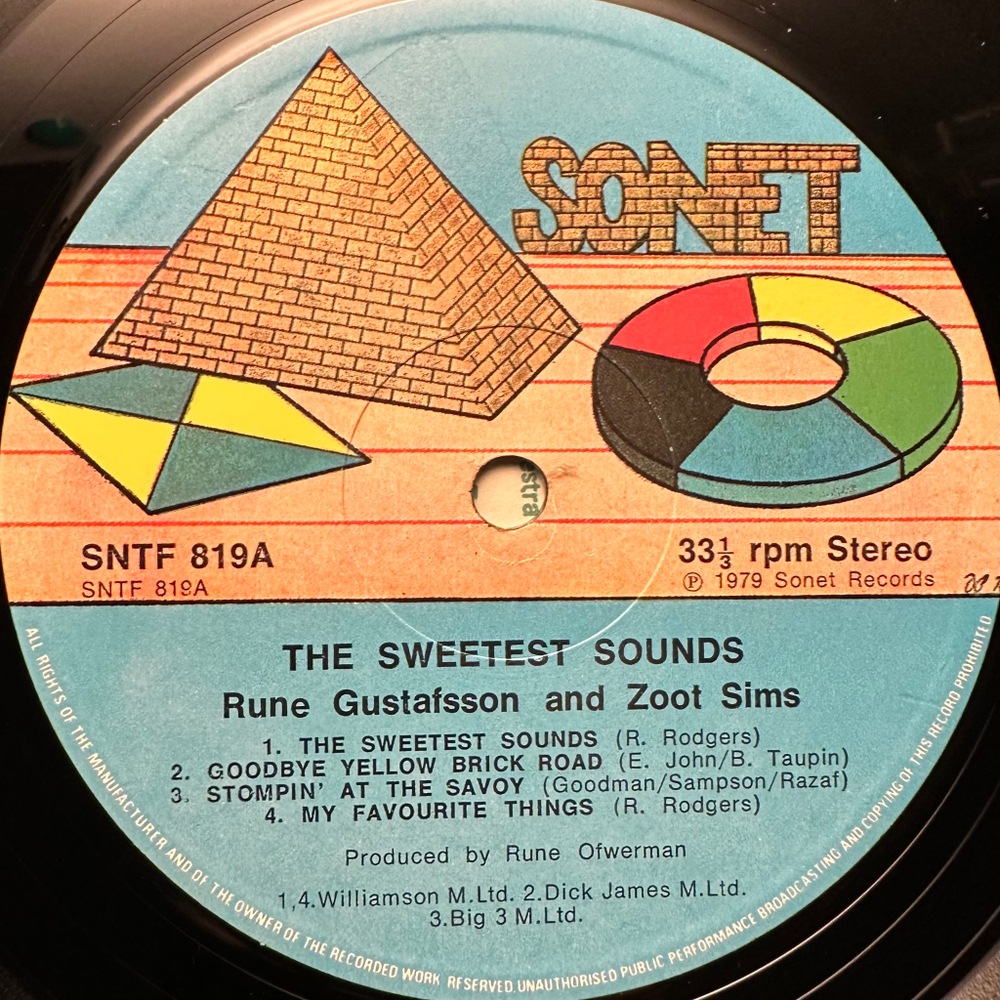 SONET
SNTF 819A
SNTF 819A
33⅓ rpm Stereo
℗ 1979 Sonet Records
THE SWEETEST SOUNDS
Rune Gustafsson and Zoot Sims
1. THE SWEETEST SOUNDS (R. Rodgers)
2. GOODBYE YELLOW BRICK ROAD (E. John/B. Taupin)
3. STOMPIN' AT THE SAVOY (Goodman/Sampson/Razaf)
4. MY FAVOURITE THINGS (R. Rodgers)
Produced by Rune Ofwerman
1,4.Williamson M.Ltd. 2.Dick James M.Ltd.
3.Big 3 M.Ltd.
ALL RIGHTS OF THE MANUFACTURER AND OF THE OWNER OF THE RECORDED WORK RESERVED. UNAUTHORISED PUBLIC PERFORMANCE BROADCASTING AND COPYING OF THIS RECORD PROHIBITED